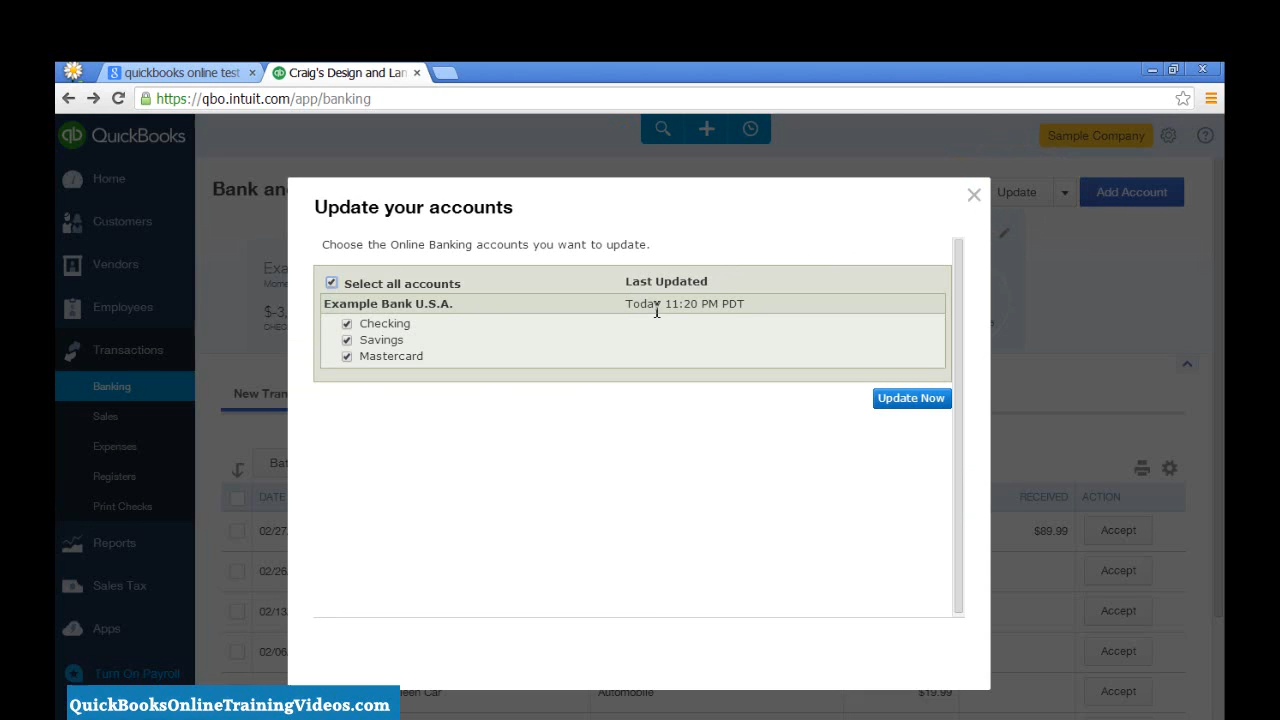 quickbooks online test
Craig's Design and Lan
https://qbo.intuit.com/app/banking
qb QuickBooks
Sample Company
Home
Customers
Vendors
Employees
Transactions
Banking
Sales
Expenses
Registers
Print Checks
Reports
Sales Tax
Apps
Turn On Payroll
Bank an
Update
Add Account
Exa
$-3,
New Tran
Bat
DATE
RECEIVED
ACTION
02/27
$89.99
Accept
02/26
Accept
02/13
Accept
02/06
Accept
Automobile
$19.99
Accept
Update your accounts
Choose the Online Banking accounts you want to update.
Select all accounts
Last Updated
Example Bank U.S.A.
Today 11:20 PM PDT
Checking
Savings
Mastercard
Update Now
QuickBooksOnlineTrainingVideos.com